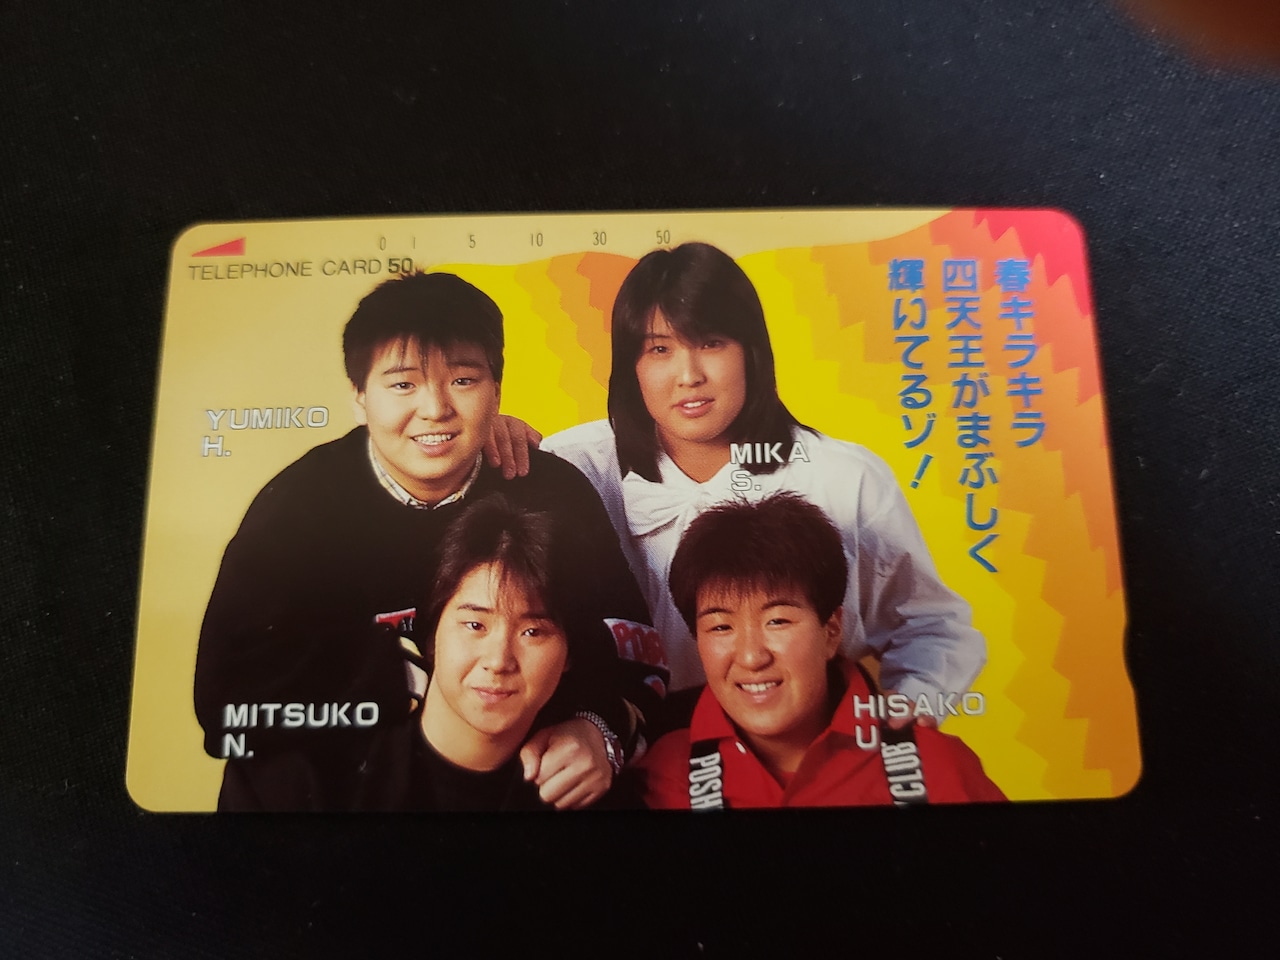 0 1 5 10 30 50
TELEPHONE CARD 50
春キラキラ
四天王がまぶしく
輝いてるゾ！
YUMIKO
H.
MIKA
S.
MITSUKO
N.
HISAKO
U.
POSH
CLUB